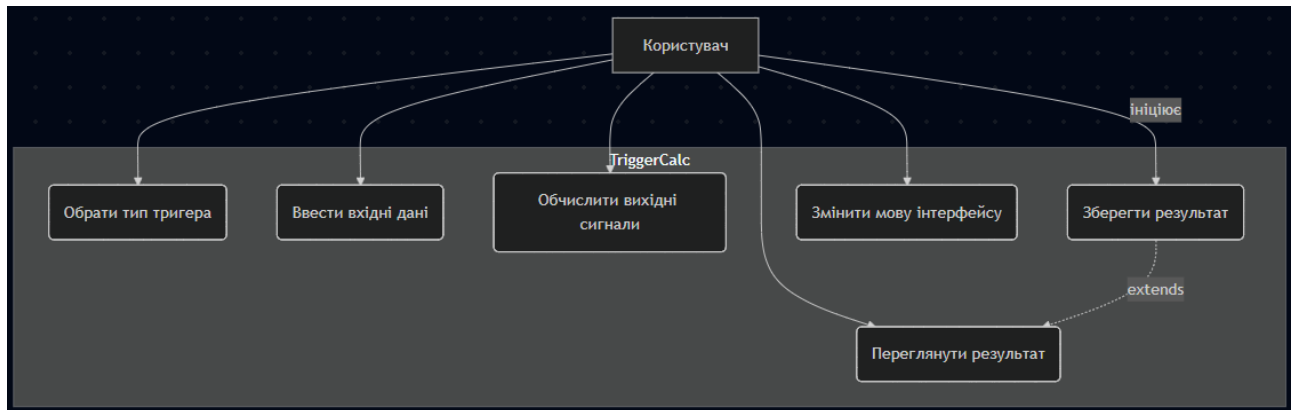 Користувач
ініціює
TriggerCalc
Обрати тип тригера
Ввести вхідні дані
Обчислити вихідні
сигнали
Змінити мову інтерфейсу
Зберегти результат
extends
Переглянути результат